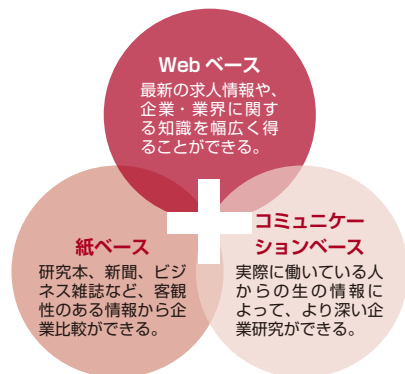 Web ベース
最新の求人情報や、
企業・業界に関す
る知識を幅広く得
ることができる。
紙ベース
研究本、新聞、ビジ
ネス雑誌など、客観
性のある情報から企
業比較ができる。
コミュニケー
ションベース
実際に働いている人
からの生の情報に
よって、より深い企
業研究ができる。